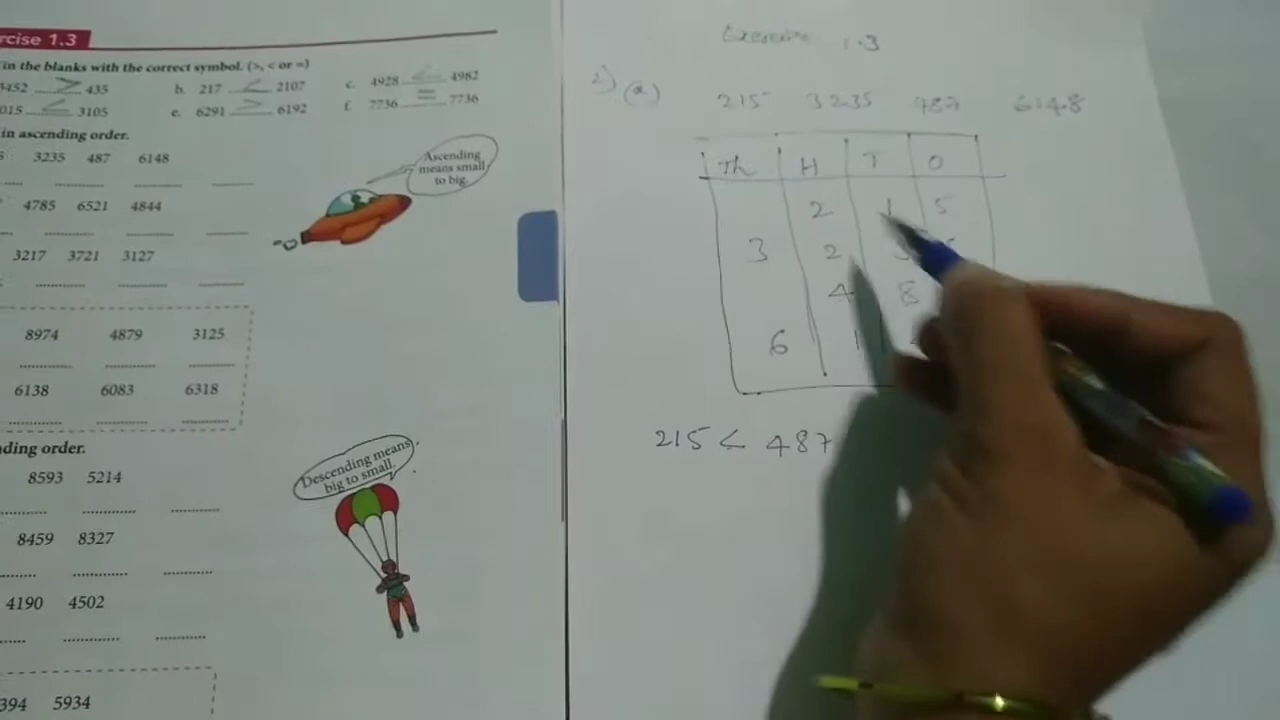 rcise 1.3
in the blanks with the correct symbol. (>, < or =)
3452 > 435 b. 217 < 2107 c. 4928 < 4982
015 < 3105 e. 6291 > 6192 f. 7736 = 7736
in ascending order.
3235 487 6148
4785 6521 4844
3217 3721 3127
Ascending
means small
to big.
8974 4879 3125
6138 6083 6318
ding order.
8593 5214
8459 8327
4190 4502
394 5934
Descending means
big to small.
Exercise 1.3
2) (a) 215 3235 487 6148
Th H T O
2 1 5
3 2
4 8
6 1
215 < 487